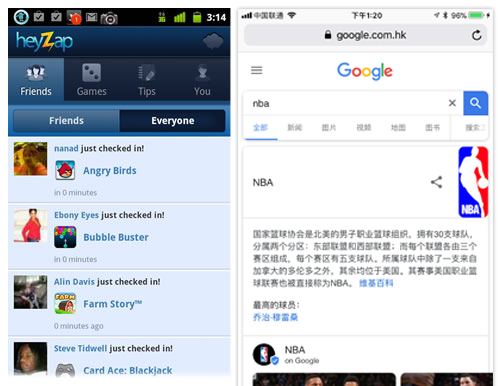 3:14
heyzap
Friends Games Tips You
Friends Everyone
nanad just checked in!
Angry Birds
in 0 minutes
Ebony Eyes just checked in!
Bubble Buster
in 0 minutes
Alin Davis just checked in!
FARM
Farm Story™
0 minutes ago
Steve Tidwell just checked in!
Card Ace: Blackjack
中国联通 下午1:20 96%
google.com.hk
Google
nba
全部 新闻 图片 视频 地图 图书 搜索工
NBA
NBA
国家篮球协会是北美的男子职业篮球组织，拥有30支球队，
分属两个分区：东部联盟和西部联盟；而每个联盟各由三个
赛区组成，每个赛区有五支球队。所属球队中除了一支来自
加拿大的多伦多之外，其余均位于美国。其赛事美国职业篮
球联赛也被直接称为NBA。 维基百科
最高的球员：
乔治·穆雷桑
NBA
on Google